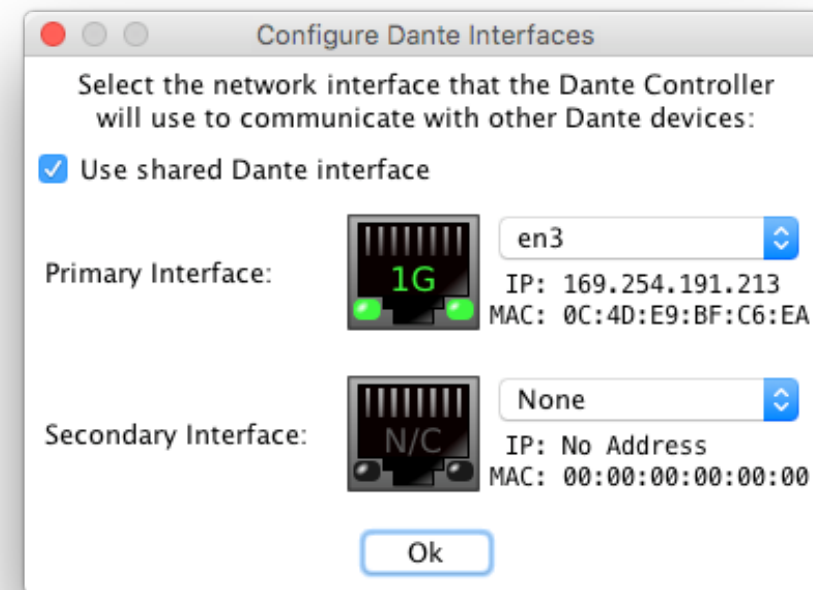 Configure Dante Interfaces
Select the network interface that the Dante Controller
will use to communicate with other Dante devices:
Use shared Dante interface
Primary Interface:
1G
en3
IP: 169.254.191.213
MAC: 0C:4D:E9:BF:C6:EA
Secondary Interface:
N/C
None
IP: No Address
MAC: 00:00:00:00:00:00
Ok